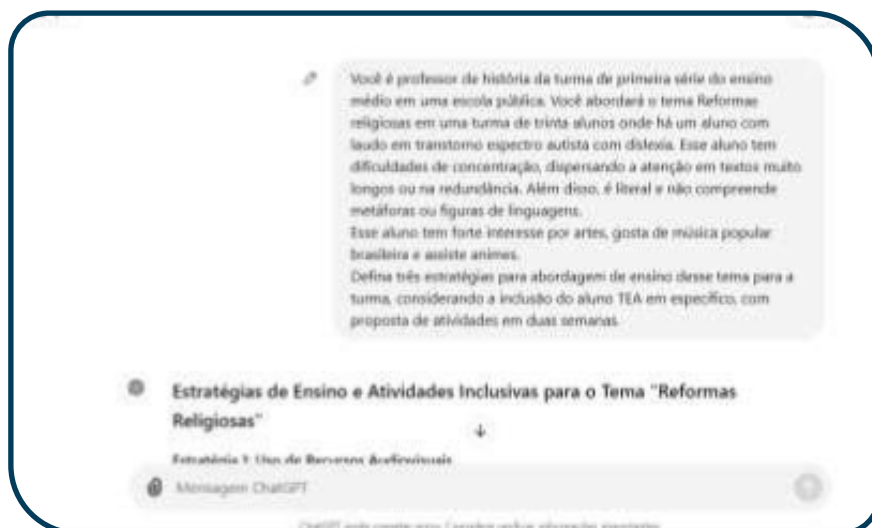 Você é professor de história da turma de primeira série do ensino
médio em uma escola pública. Você abordará o tema Reformas
religiosas em uma turma de trinta alunos onde há um aluno com
laudo em transtorno espectro autista com dislexia. Esse aluno tem
dificuldades de concentração, dispersando a atenção em textos muito
longos ou na redundância. Além disso, é literal e não compreende
metáforas ou figuras de linguagens.
Esse aluno tem forte interesse por artes, gosta de música popular
brasileira e assiste animes.
Defina três estratégias para abordagem de ensino desse tema para a
turma, considerando a inclusão do aluno TEA em específico, com
proposta de atividades em duas semanas.
Estratégias de Ensino e Atividades Inclusivas para o Tema "Reformas
Religiosas"
Estratégia 1: Uso de Recursos Audiovisuais
Mensagem ChatGPT